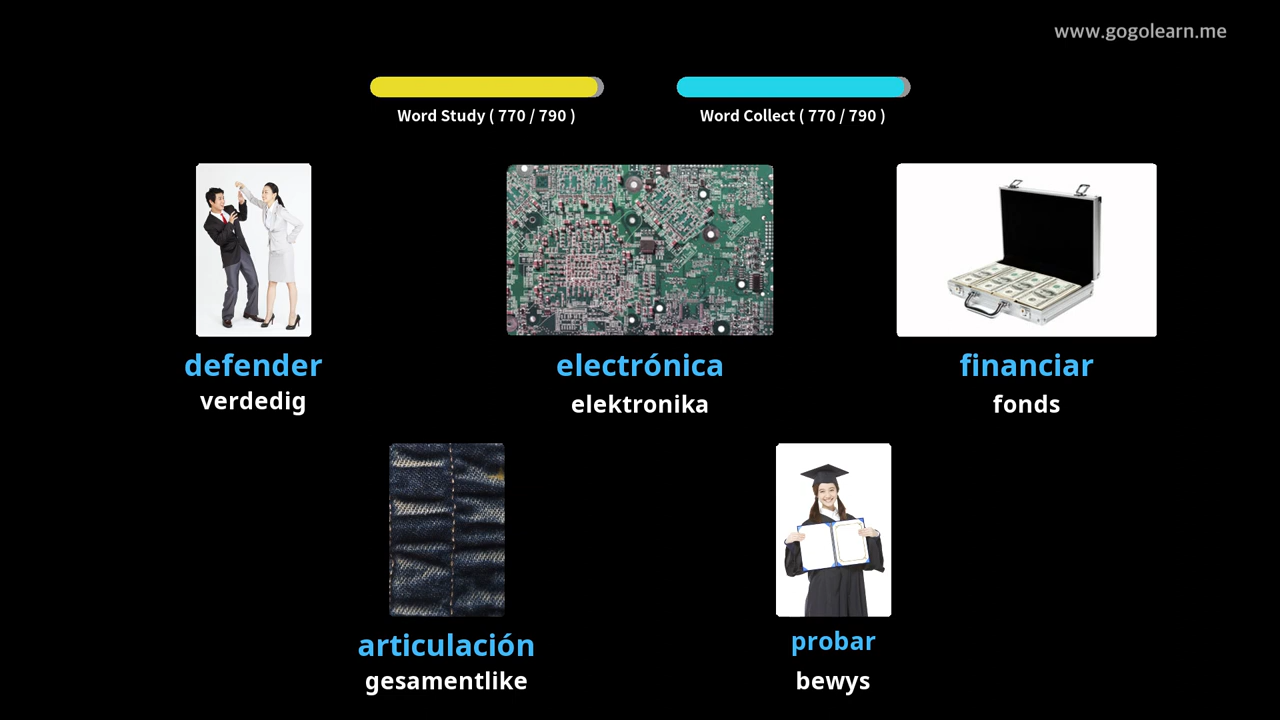 www.gogolearn.me
Word Study ( 770 / 790 )
Word Collect ( 770 / 790 )
defender
verdedig
electrónica
elektronika
financiar
fonds
articulación
gesamentlike
probar
bewys